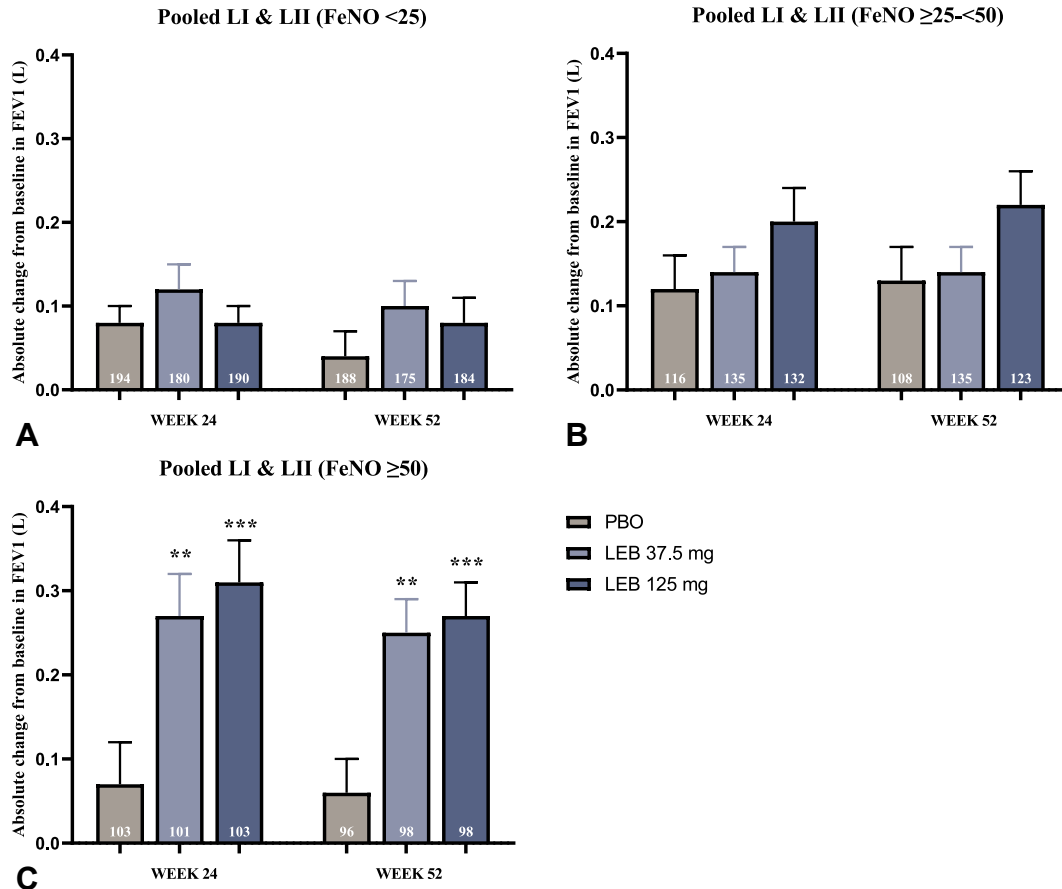 Pooled LI & LII (FeNO <25)
Absolute change from baseline in FEV1 (L)
0.4
0.3
0.2
0.1
0.0
194 180 190 188 175 184
WEEK 24 WEEK 52
A
Pooled LI & LII (FeNO ≥25-<50)
Absolute change from baseline in FEV1 (L)
0.4
0.3
0.2
0.1
0.0
116 135 132 108 135 123
WEEK 24 WEEK 52
B
Pooled LI & LII (FeNO ≥50)
Absolute change from baseline in FEV1 (L)
0.4
0.3
0.2
0.1
0.0
** *** ** ***
103 101 103 96 98 98
WEEK 24 WEEK 52
C
PBO
LEB 37.5 mg
LEB 125 mg